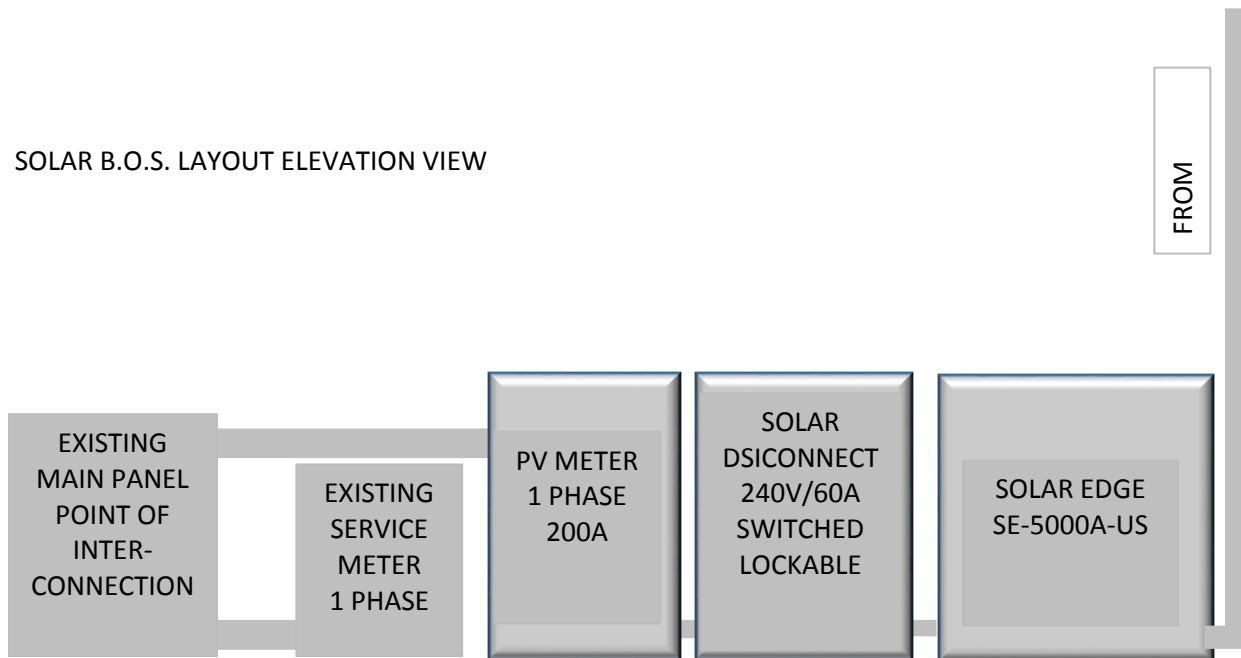 SOLAR B.O.S. LAYOUT ELEVATION VIEW
FROM
EXISTING
MAIN PANEL
POINT OF
INTER-
CONNECTION
EXISTING
SERVICE
METER
1 PHASE
PV METER
1 PHASE
200A
SOLAR
DSICONNECT
240V/60A
SWITCHED
LOCKABLE
SOLAR EDGE
SE-5000A-US